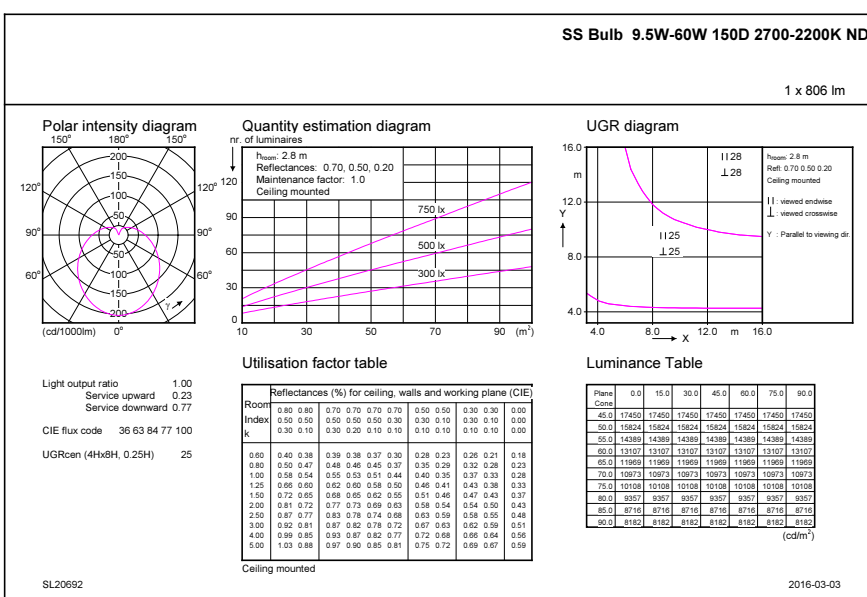 SS Bulb 9.5W-60W 150D 2700-2200K ND
1 x 806 lm
Polar intensity diagram
150° 180° 150°
120° 120°
90° 90°
60° 60°
200
150
100
50
50
100
150
200
γ
(cd/1000lm) 0°
Quantity estimation diagram
nr. of luminaires
hroom: 2.8 m
Reflectances: 0.70, 0.50, 0.20
Maintenance factor: 1.0
Ceiling mounted
120
90
60
30
0
750 lx
500 lx
300 lx
10 30 50 70 90 (m²)
UGR diagram
16.0
m
12.0
Y
8.0
4.0
II 28
⊥ 28
II 25
⊥ 25
4.0 8.0 12.0 m 16.0
X
hroom: 2.8 m
Refl: 0.70 0.50 0.20
Ceiling mounted
II : viewed endwise
⊥ : viewed crosswise
Y : Parallel to viewing dir.
Light output ratio 1.00
Service upward 0.23
Service downward 0.77
CIE flux code 36 63 84 77 100
UGRcen (4Hx8H, 0.25H) 25
Utilisation factor table
Room Index k
Reflectances (%) for ceiling, walls and working plane (CIE)
0.80 0.80 0.70 0.70 0.70 0.70 0.50 0.50 0.30 0.30 0.00
0.50 0.50 0.50 0.50 0.50 0.30 0.30 0.10 0.30 0.10 0.00
0.30 0.10 0.30 0.20 0.10 0.10 0.10 0.10 0.10 0.10 0.00
0.60 0.40 0.38 0.39 0.38 0.37 0.30 0.28 0.23 0.26 0.21 0.18
0.80 0.50 0.47 0.48 0.46 0.45 0.37 0.35 0.29 0.32 0.28 0.23
1.00 0.58 0.54 0.55 0.53 0.51 0.44 0.40 0.35 0.37 0.33 0.28
1.25 0.66 0.60 0.62 0.60 0.58 0.50 0.46 0.41 0.43 0.38 0.33
1.50 0.72 0.65 0.68 0.65 0.62 0.55 0.51 0.46 0.47 0.43 0.37
2.00 0.81 0.72 0.77 0.73 0.69 0.63 0.58 0.54 0.54 0.50 0.43
2.50 0.87 0.77 0.83 0.78 0.74 0.68 0.63 0.59 0.58 0.55 0.48
3.00 0.92 0.81 0.87 0.82 0.78 0.72 0.67 0.63 0.62 0.59 0.51
4.00 0.99 0.85 0.93 0.87 0.82 0.77 0.72 0.68 0.66 0.64 0.56
5.00 1.03 0.88 0.97 0.90 0.85 0.81 0.75 0.72 0.69 0.67 0.59
Ceiling mounted
Luminance Table
Plane 0.0 15.0 30.0 45.0 60.0 75.0 90.0
Cone
45.0 17450 17450 17450 17450 17450 17450 17450
50.0 15824 15824 15824 15824 15824 15824 15824
55.0 14389 14389 14389 14389 14389 14389 14389
60.0 13107 13107 13107 13107 13107 13107 13107
65.0 11969 11969 11969 11969 11969 11969 11969
70.0 10973 10973 10973 10973 10973 10973 10973
75.0 10108 10108 10108 10108 10108 10108 10108
80.0 9357 9357 9357 9357 9357 9357 9357
85.0 8716 8716 8716 8716 8716 8716 8716
90.0 8182 8182 8182 8182 8182 8182 8182
(cd/m²)
SL20692
2016-03-03